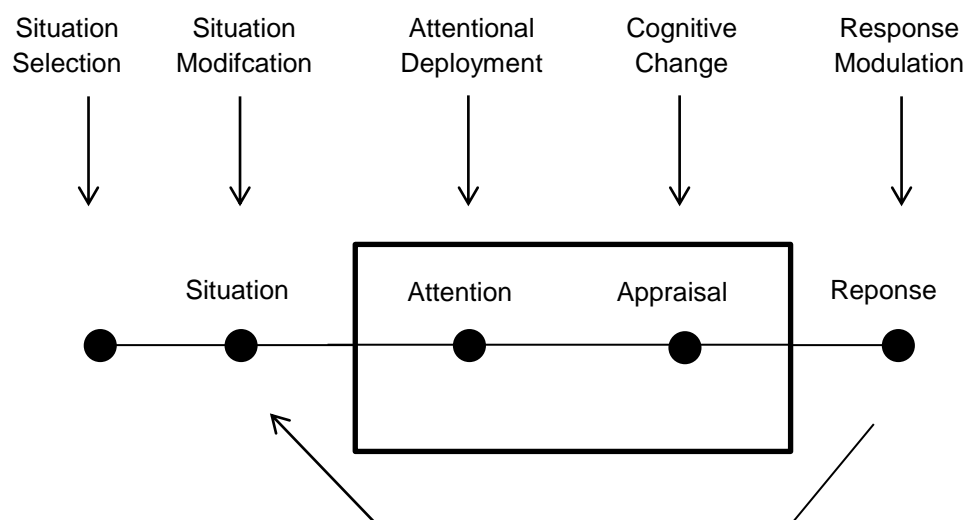 Situation
Selection
Situation
Modifcation
Attentional
Deployment
Cognitive
Change
Response
Modulation
Situation
Attention
Appraisal
Reponse